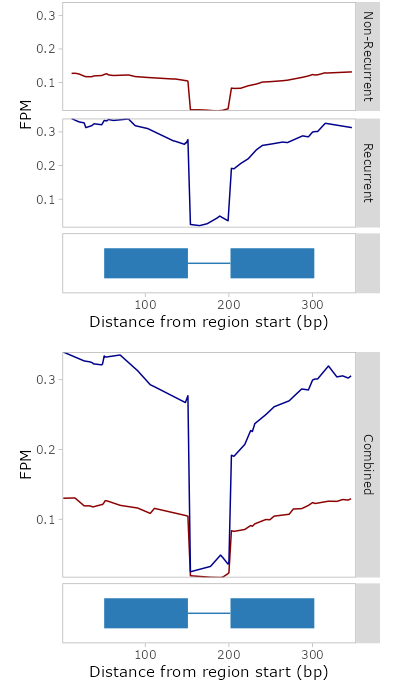 0.3
0.2
0.1
Non-Recurrent
FPM
0.3
0.2
0.1
Recurrent
100 200 300
Distance from region start (bp)
0.3
0.2
0.1
FPM
Combined
100 200 300
Distance from region start (bp)